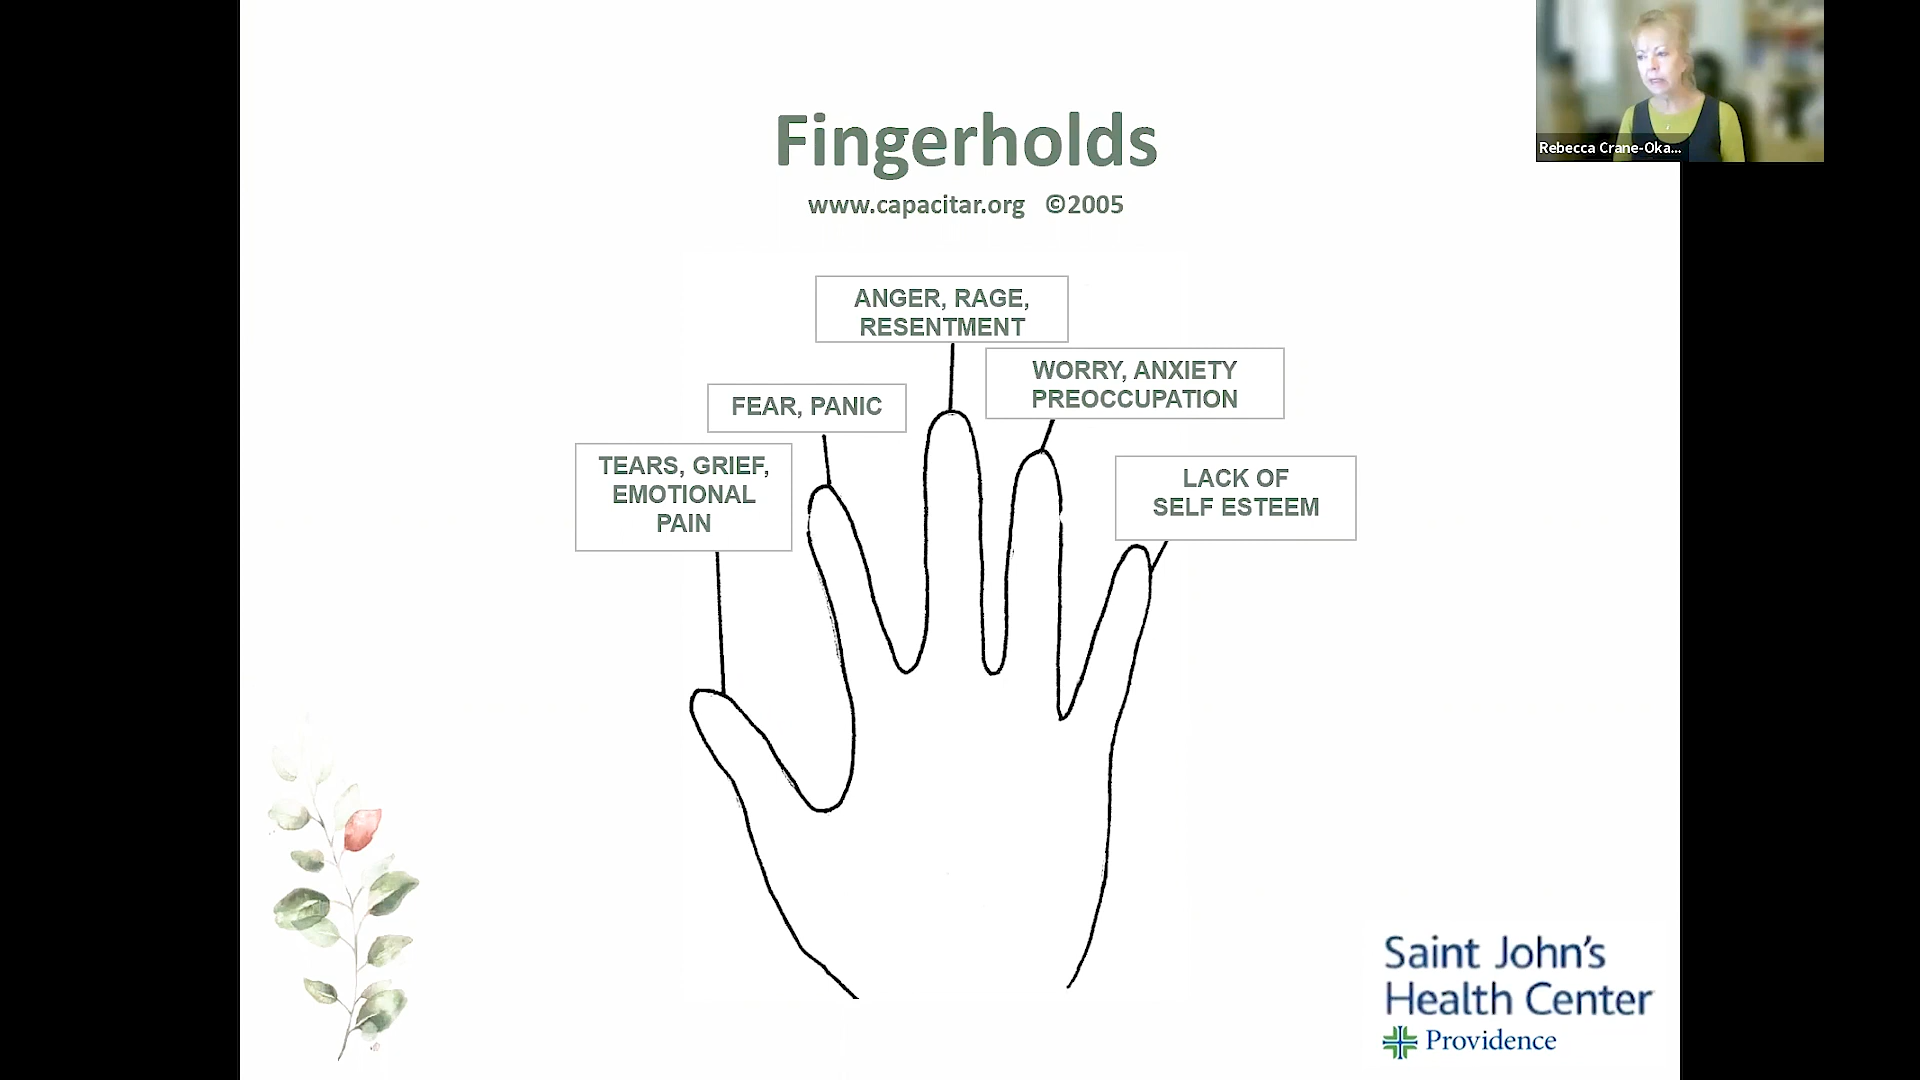 Fingerholds
www.capacitar.org ©2005
Rebecca Crane-Oka...
ANGER, RAGE,
RESENTMENT
WORRY, ANXIETY
PREOCCUPATION
FEAR, PANIC
TEARS, GRIEF,
EMOTIONAL
PAIN
LACK OF
SELF ESTEEM
Saint John's
Health Center
Providence